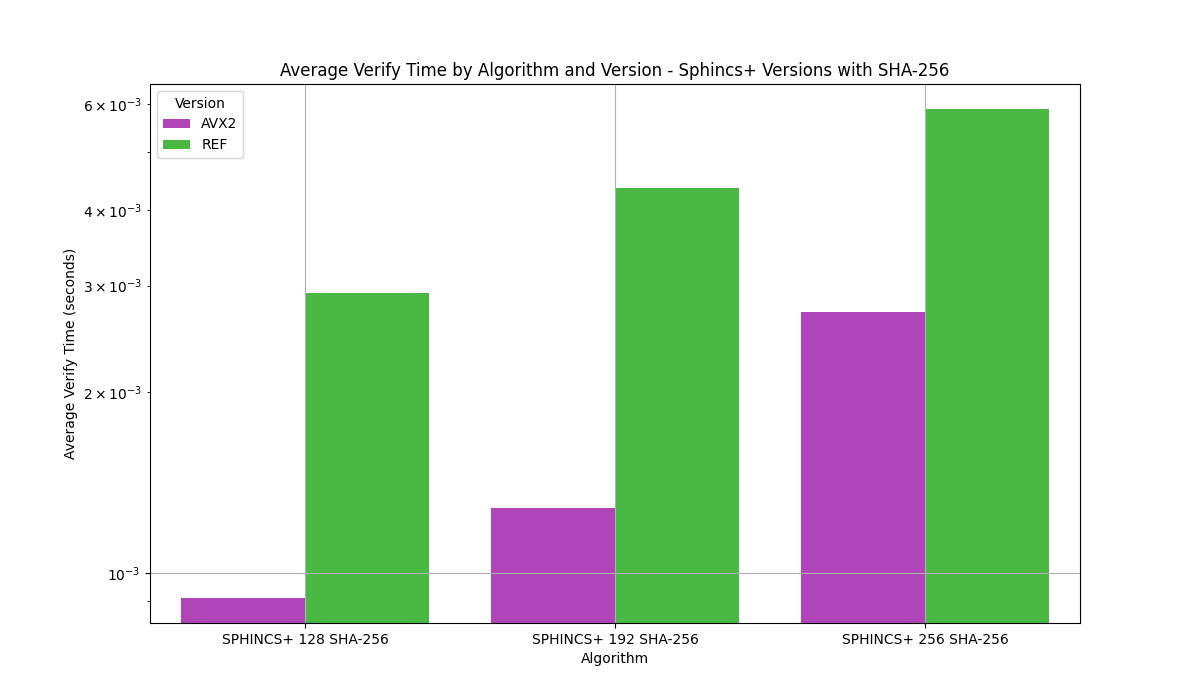 Average Verify Time by Algorithm and Version - Sphincs+ Versions with SHA-256
Version
AVX2
REF
6 × 10⁻³
4 × 10⁻³
3 × 10⁻³
2 × 10⁻³
10⁻³
Average Verify Time (seconds)
SPHINCS+ 128 SHA-256
SPHINCS+ 192 SHA-256
SPHINCS+ 256 SHA-256
Algorithm